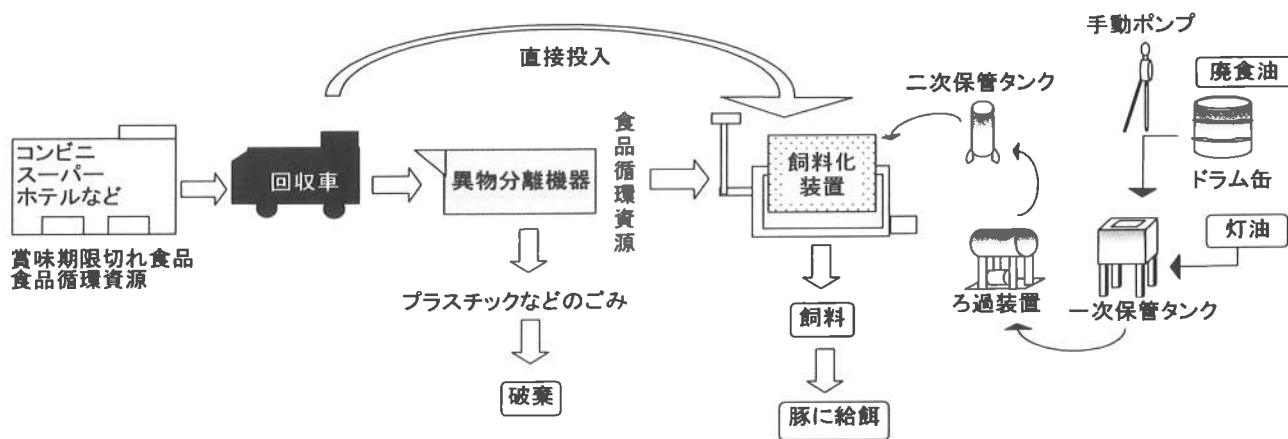 手動ポンプ
直接投入
廃食油
二次保管タンク
コンビニ
スーパー
ホテルなど
回収車
異物分離機器
食品循環資源
飼料化
装置
ドラム缶
灯油
賞味期限切れ食品
食品循環資源
プラスチックなどのごみ
飼料
ろ過装置
一次保管タンク
破棄
豚に給餌